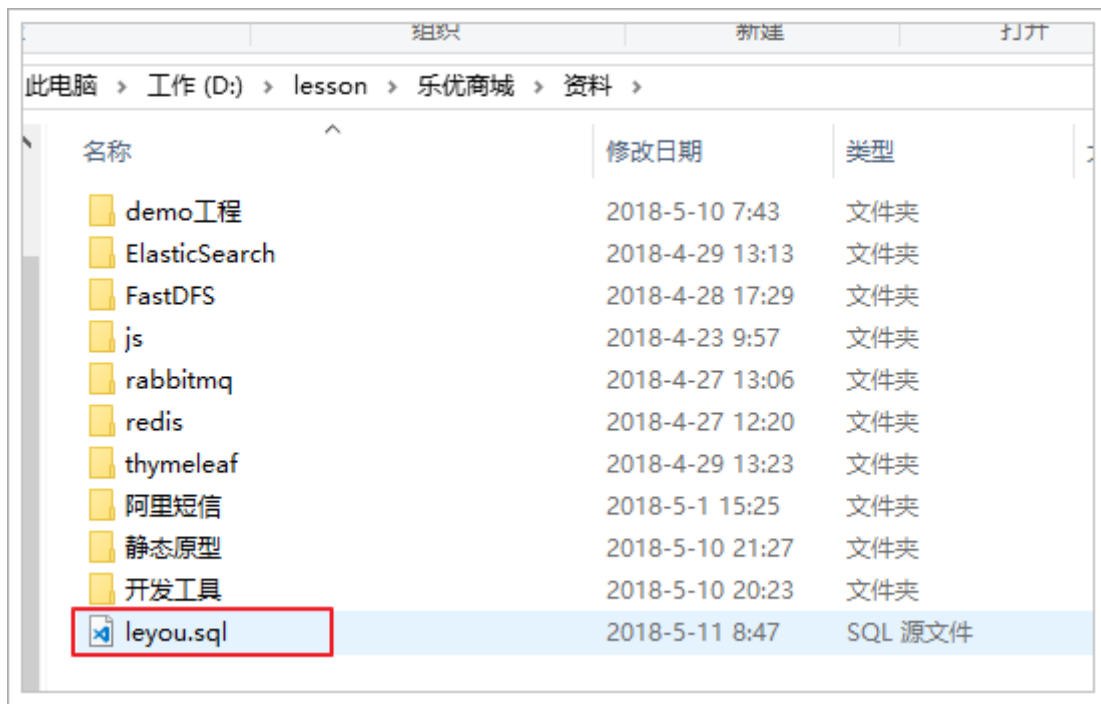 组织 新建 打开
此电脑 > 工作 (D:) > lesson > 乐优商城 > 资料 >
名称 修改日期 类型
demo工程 2018-5-10 7:43 文件夹
ElasticSearch 2018-4-29 13:13 文件夹
FastDFS 2018-4-28 17:29 文件夹
js 2018-4-23 9:57 文件夹
rabbitmq 2018-4-27 13:06 文件夹
redis 2018-4-27 12:20 文件夹
thymeleaf 2018-4-29 13:23 文件夹
阿里短信 2018-5-1 15:25 文件夹
静态原型 2018-5-10 21:27 文件夹
开发工具 2018-5-10 20:23 文件夹
leyou.sql 2018-5-11 8:47 SQL 源文件